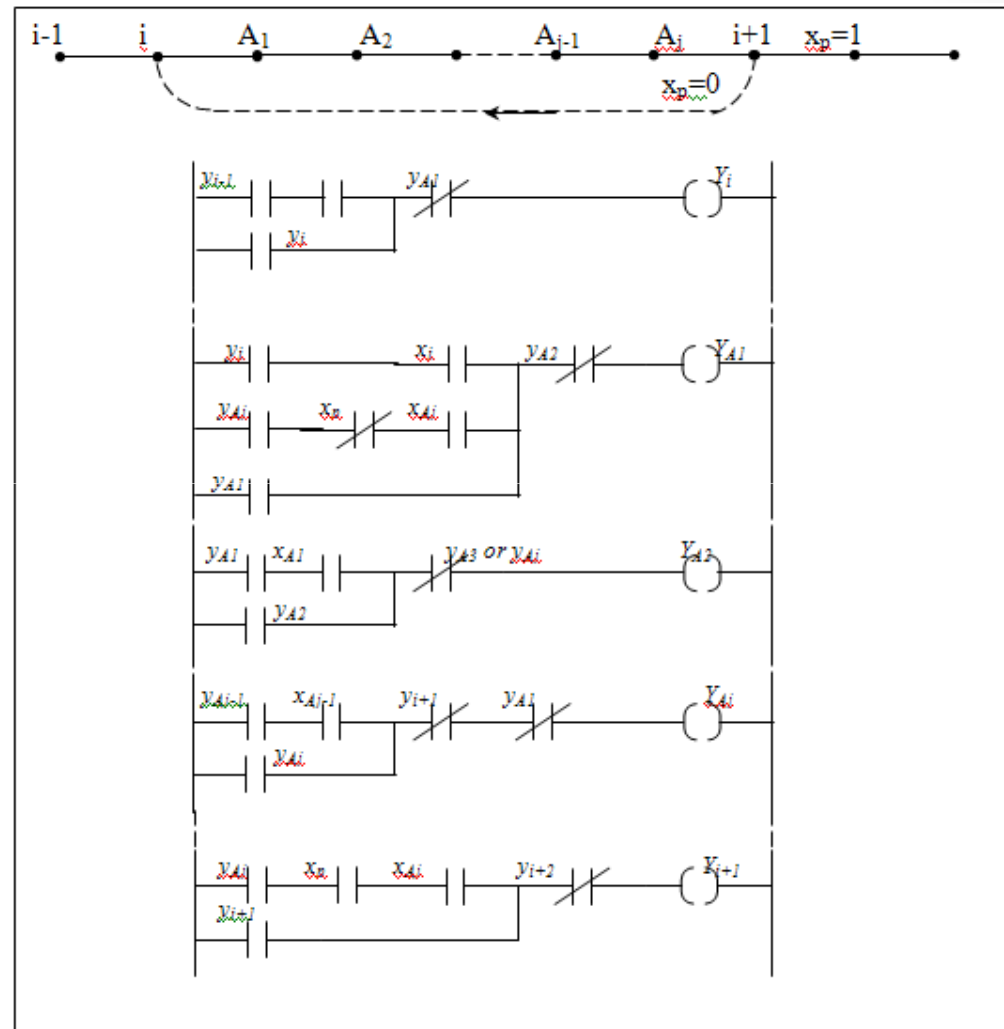 i-1 i A1 A2 Aj-1 Aj i+1 xp=1
xp=0
yi-1 yA1 Yi
yi
yi xi yA2 YA1
yAj xp xAj
yA1
yA1 xA1 yA3 or yAj YA2
yA2
yAj-1 xAj-1 yi+1 yA1 YAj
yAj
yAj xp xAj yi+2 Yi+1
yi+1